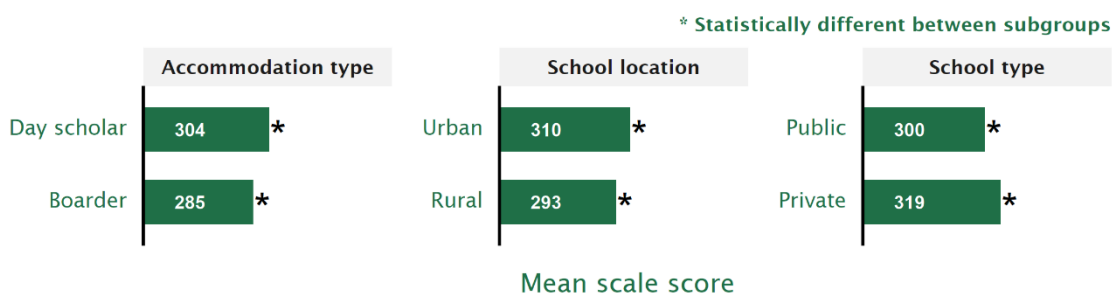 * Statistically different between subgroups
Accommodation type
School location
School type
Day scholar 304 *
Urban 310 *
Public 300 *
Boarder 285 *
Rural 293 *
Private 319 *
Mean scale score